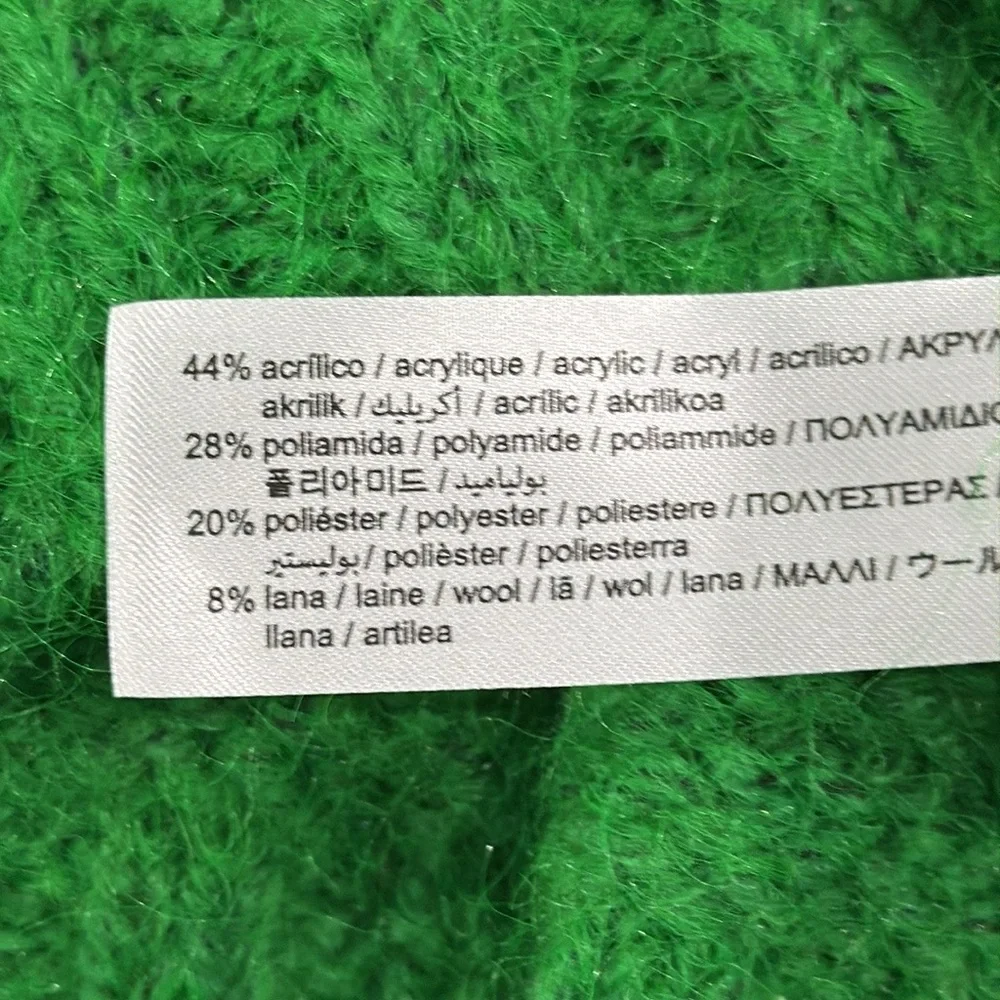 44% acrílico / acrylique / acrylic / acryl / acrilico / ΑΚΡΥΛ
akrilik / أكريليك / acrílic / akrilikoa
28% poliamida / polyamide / poliammide / ΠΟΛΥΑΜΙΔΙΟ
폴리아미드 / بولياميد
20% poliéster / polyester / poliestere / ΠΟΛΥΕΣΤΕΡΑΣ /
بوليستير / polièster / poliesterra
8% lana / laine / wool / lã / wol / lana / ΜΑΛΛΙ / ウール
llana / artilea